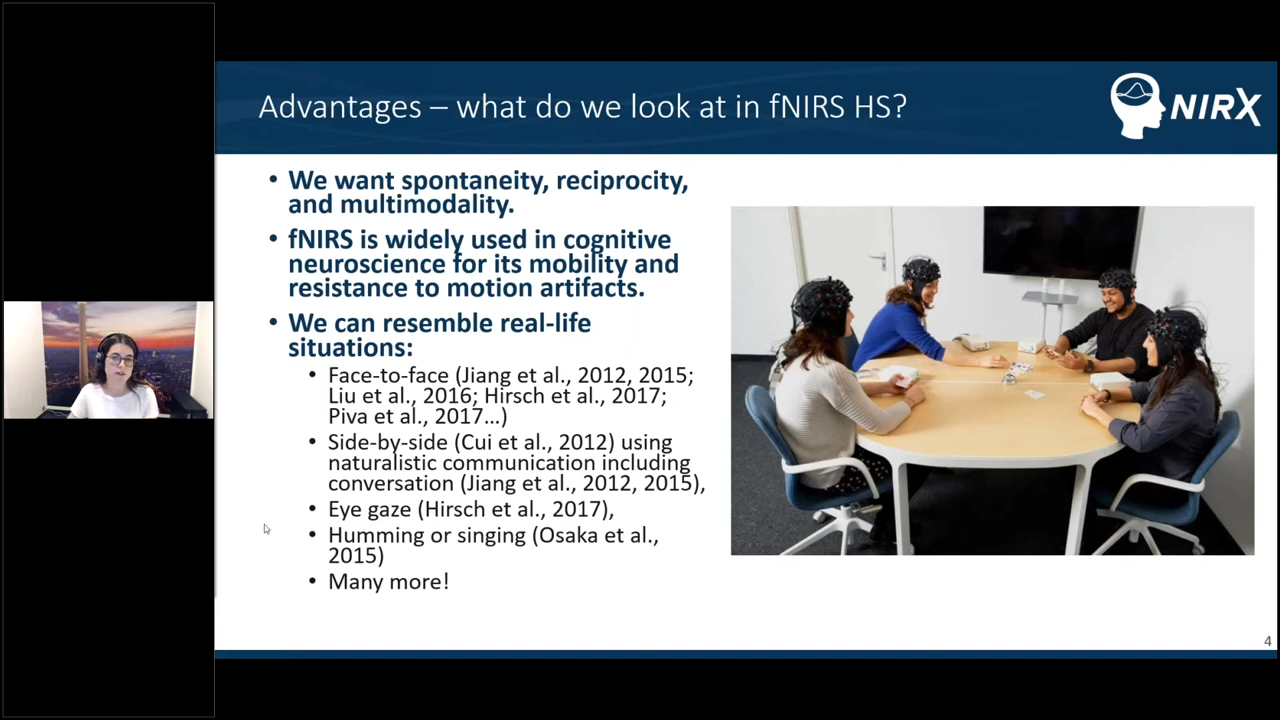 Advantages – what do we look at in fNIRS HS?
NIRX
• We want spontaneity, reciprocity,
and multimodality.
• fNIRS is widely used in cognitive
neuroscience for its mobility and
resistance to motion artifacts.
• We can resemble real-life
situations:
• Face-to-face (Jiang et al., 2012, 2015;
Liu et al., 2016; Hirsch et al., 2017;
Piva et al., 2017...)
• Side-by-side (Cui et al., 2012) using
naturalistic communication including
conversation (Jiang et al., 2012, 2015),
• Eye gaze (Hirsch et al., 2017),
• Humming or singing (Osaka et al.,
2015)
• Many more!
4